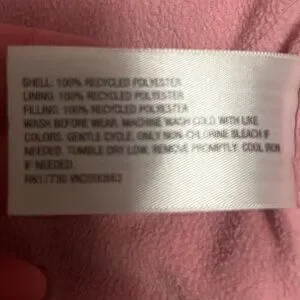 SHELL: 100% RECYCLED POLYESTER
LINING: 100% RECYCLED POLYESTER
FILLING: 100% RECYCLED POLYESTER
WASH BEFORE WEAR. MACHINE WASH COLD WITH LIKE
COLORS. GENTLE CYCLE. ONLY NON-CHLORINE BLEACH IF
NEEDED. TUMBLE DRY LOW. REMOVE PROMPTLY. COOL IRON
IF NEEDED.